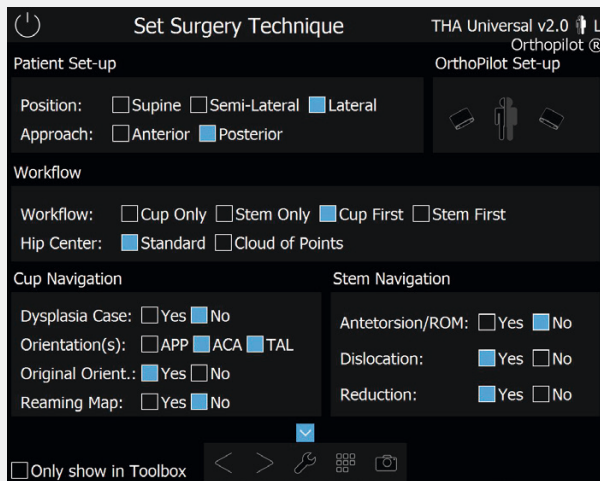 Set Surgery Technique
THA Universal v2.0 L
Orthopilot ®
Patient Set-up
OrthoPilot Set-up
Position: Supine Semi-Lateral Lateral
Approach: Anterior Posterior
Workflow
Workflow: Cup Only Stem Only Cup First Stem First
Hip Center: Standard Cloud of Points
Cup Navigation
Stem Navigation
Dysplasia Case: Yes No
Orientation(s): APP ACA TAL
Original Orient.: Yes No
Reaming Map: Yes No
Antetorsion/ROM: Yes No
Dislocation: Yes No
Reduction: Yes No
Only show in Toolbox